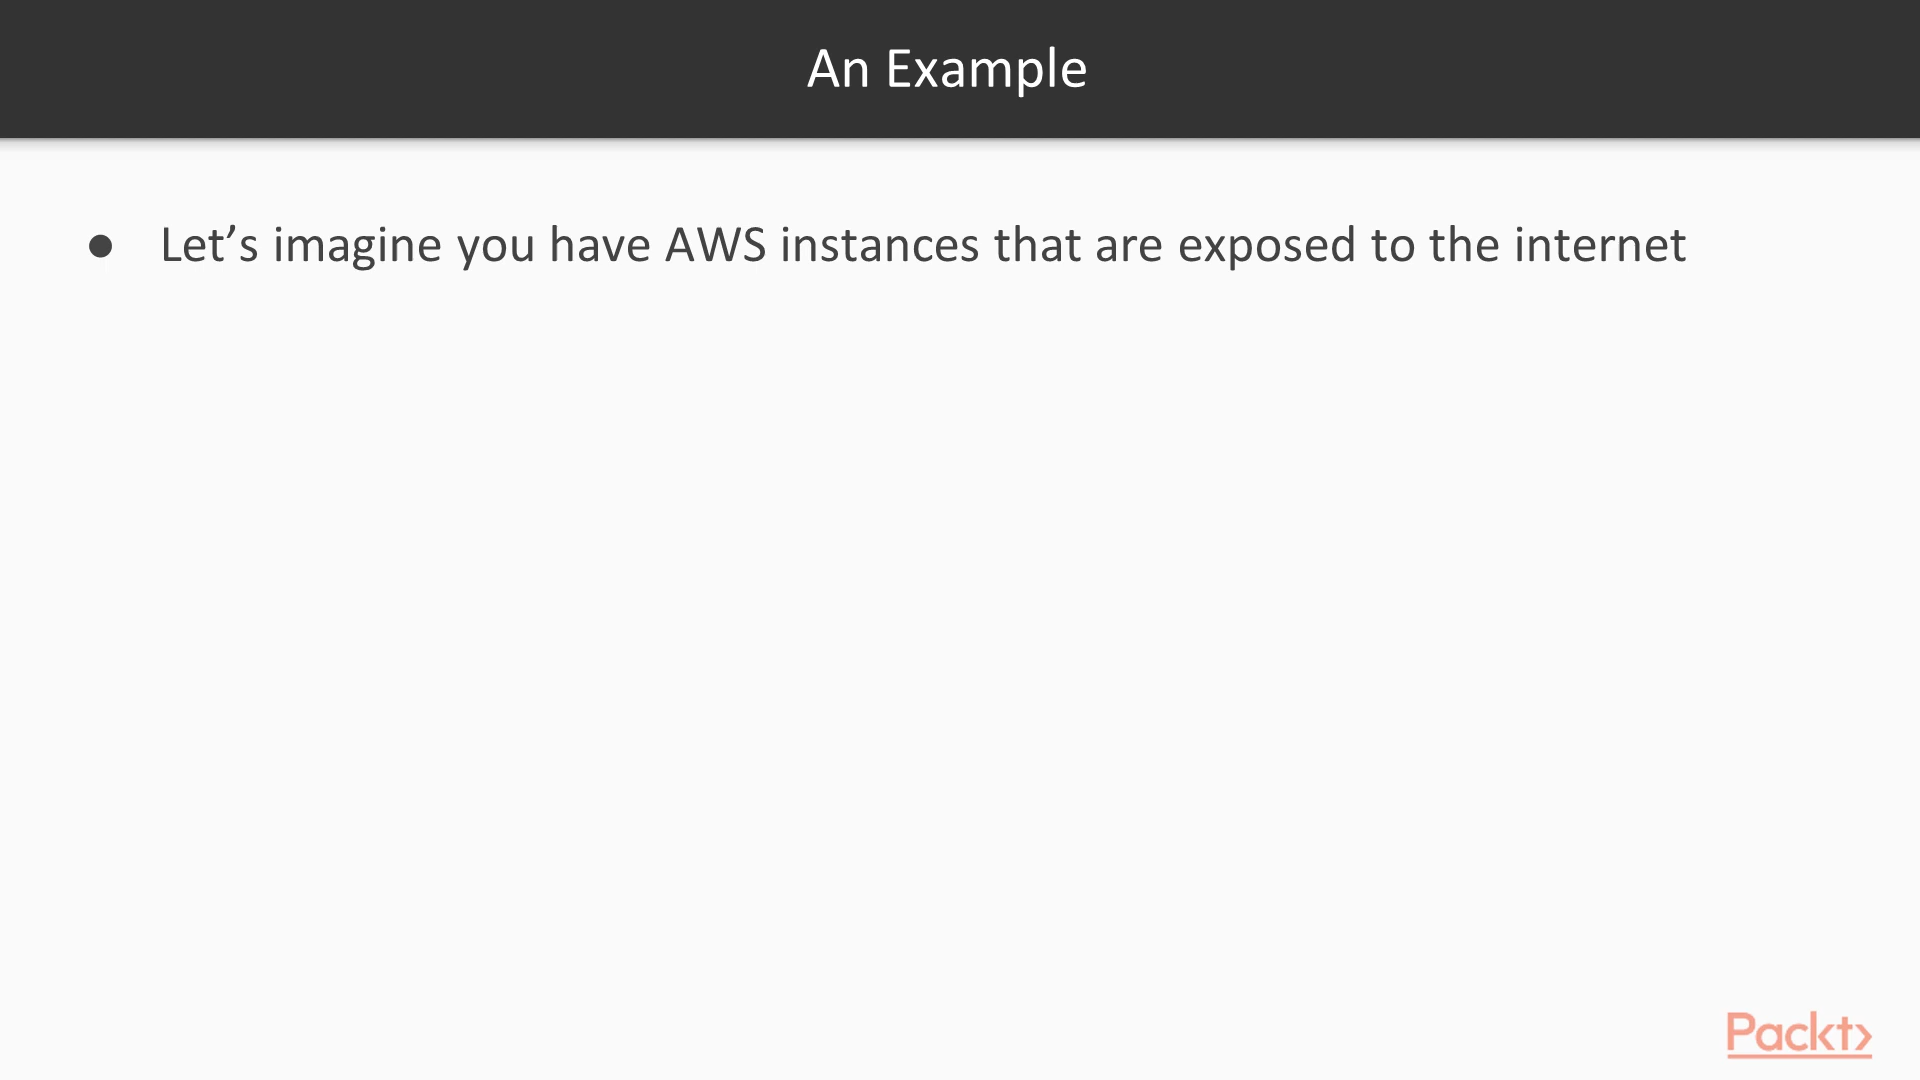 An Example
● Let’s imagine you have AWS instances that are exposed to the internet
Packt>